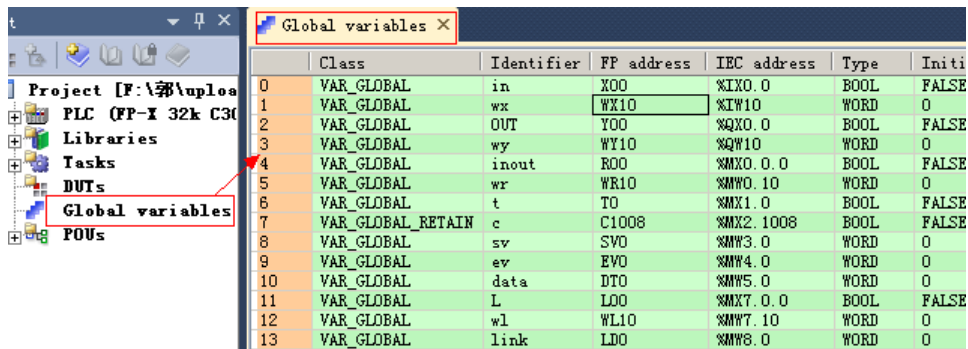 t
Project [F:\郭\uploa
PLC (FP-X 32k C30
Libraries
Tasks
DUTs
Global variables
POUs
Global variables
Class Identifier FP address IEC address Type Initi
0 VAR_GLOBAL in X00 %IX0.0 BOOL FALSE
1 VAR_GLOBAL wx WX10 %IW10 WORD 0
2 VAR_GLOBAL OUT Y00 %QX0.0 BOOL FALSE
3 VAR_GLOBAL wy WY10 %QW10 WORD 0
4 VAR_GLOBAL inout R00 %MX0.0.0 BOOL FALSE
5 VAR_GLOBAL wr WR10 %MW0.10 WORD 0
6 VAR_GLOBAL t T0 %MX1.0 BOOL FALSE
7 VAR_GLOBAL_RETAIN c C1008 %MX2.1008 BOOL FALSE
8 VAR_GLOBAL sv SV0 %MW3.0 WORD 0
9 VAR_GLOBAL ev EV0 %MW4.0 WORD 0
10 VAR_GLOBAL data DT0 %MW5.0 WORD 0
11 VAR_GLOBAL L L00 %MX7.0.0 BOOL FALSE
12 VAR_GLOBAL wl WL10 %MW7.10 WORD 0
13 VAR_GLOBAL link LD0 %MW8.0 WORD 0